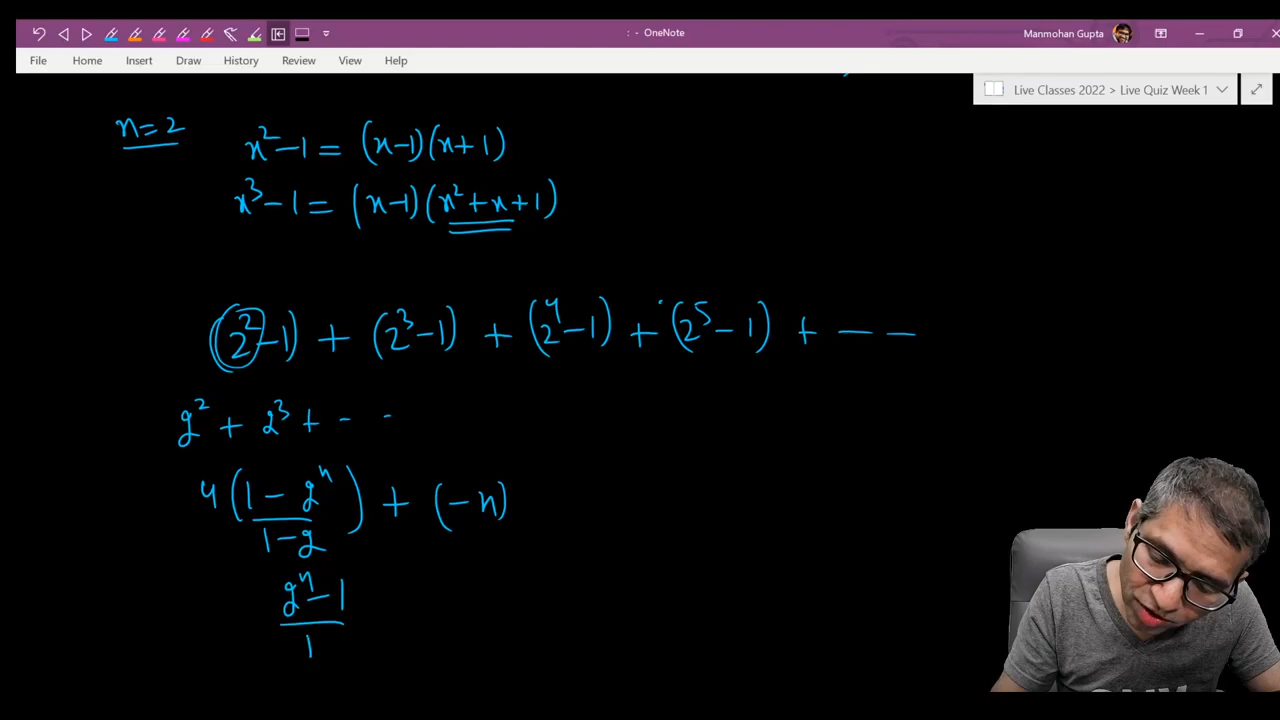 : - OneNote
Manmohan Gupta
File Home Insert Draw History Review View Help
Live Classes 2022 > Live Quiz Week 1
n=2
x² - 1 = (x-1)(x+1)
x³ - 1 = (x-1)(x² + x + 1)
(2² - 1) + (2³ - 1) + (2⁴ - 1) + (2⁵ - 1) + — —
2² + 2³ + - -
4 ( (1 - 2ⁿ) / (1 - 2) ) + (-n)
(2ⁿ - 1) / 1